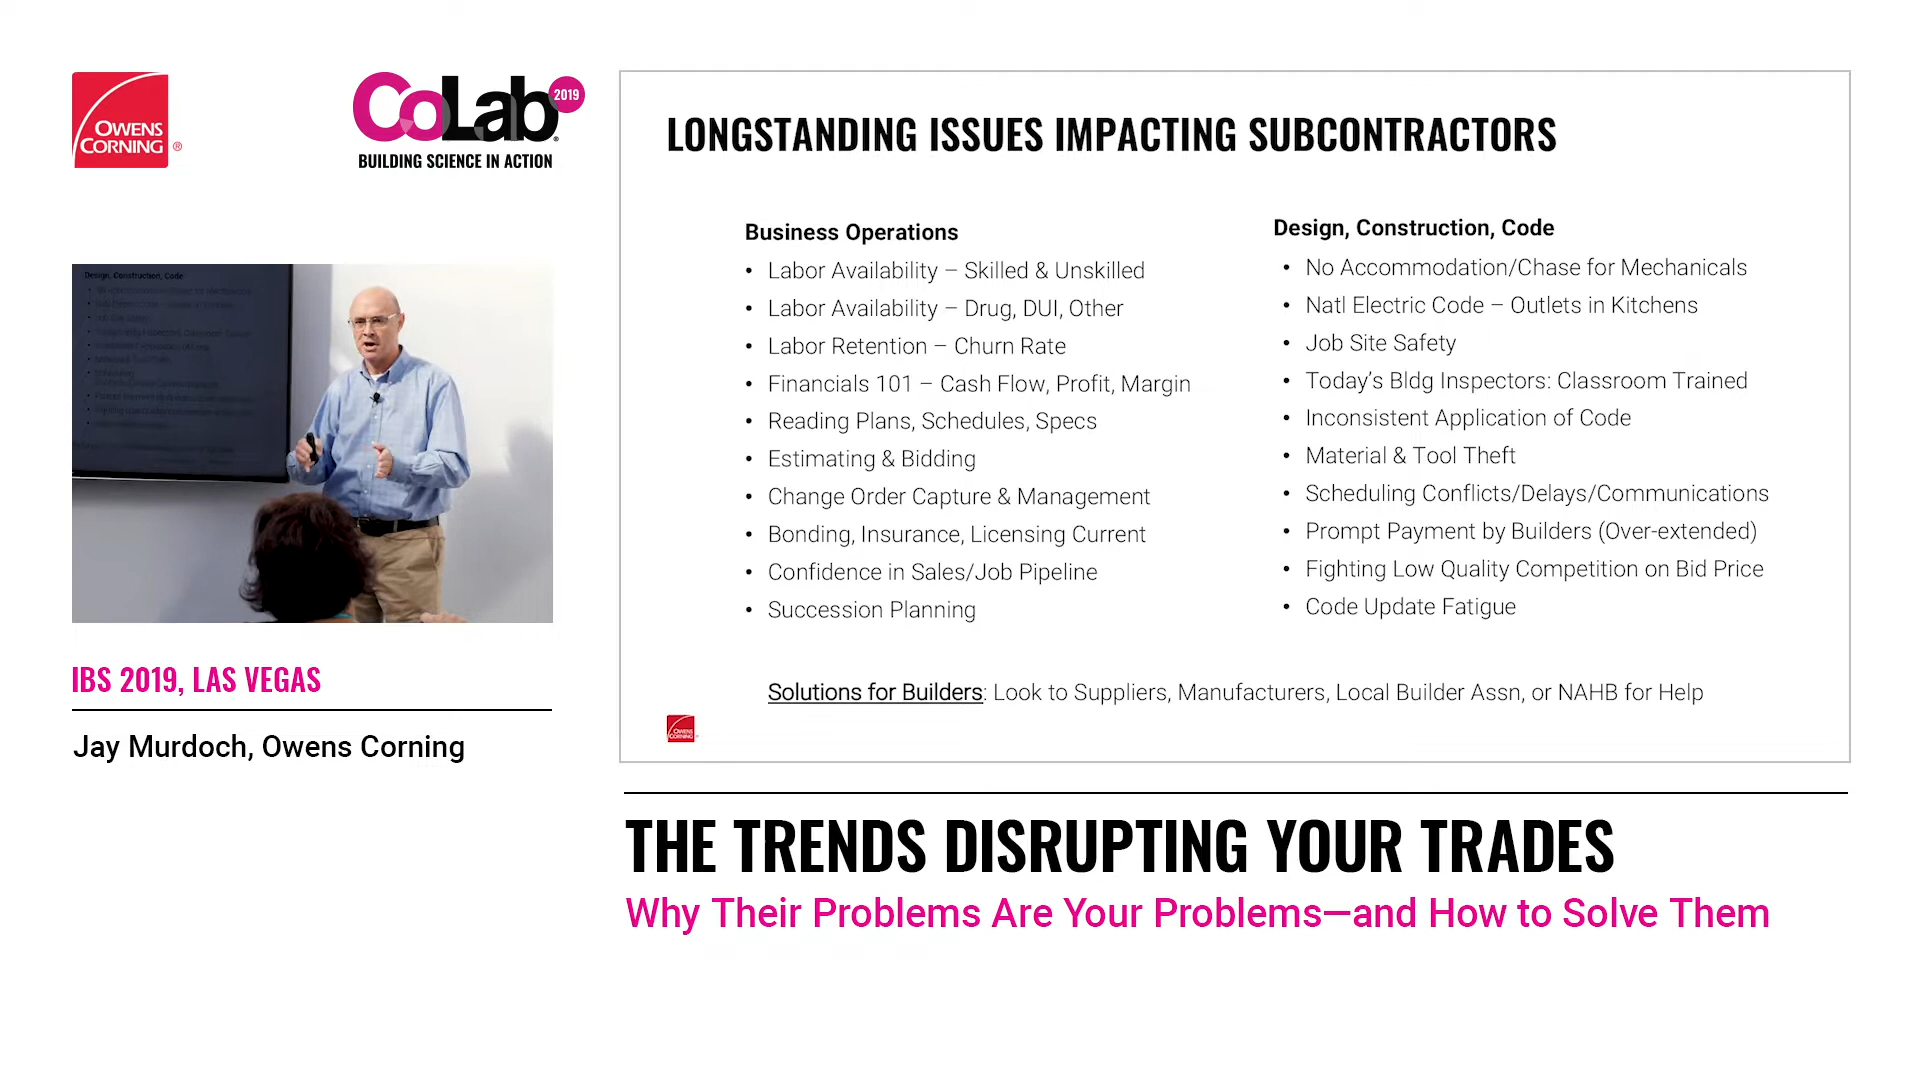 OWENS
CORNING
®
CoLab
2019
BUILDING SCIENCE IN ACTION
Design, Construction, Code
IBS 2019, LAS VEGAS
Jay Murdoch, Owens Corning
LONGSTANDING ISSUES IMPACTING SUBCONTRACTORS
Business Operations
• Labor Availability – Skilled & Unskilled
• Labor Availability – Drug, DUI, Other
• Labor Retention – Churn Rate
• Financials 101 – Cash Flow, Profit, Margin
• Reading Plans, Schedules, Specs
• Estimating & Bidding
• Change Order Capture & Management
• Bonding, Insurance, Licensing Current
• Confidence in Sales/Job Pipeline
• Succession Planning
Design, Construction, Code
• No Accommodation/Chase for Mechanicals
• Natl Electric Code – Outlets in Kitchens
• Job Site Safety
• Today’s Bldg Inspectors: Classroom Trained
• Inconsistent Application of Code
• Material & Tool Theft
• Scheduling Conflicts/Delays/Communications
• Prompt Payment by Builders (Over-extended)
• Fighting Low Quality Competition on Bid Price
• Code Update Fatigue
Solutions for Builders: Look to Suppliers, Manufacturers, Local Builder Assn, or NAHB for Help
OWENS
CORNING
THE TRENDS DISRUPTING YOUR TRADES
Why Their Problems Are Your Problems—and How to Solve Them